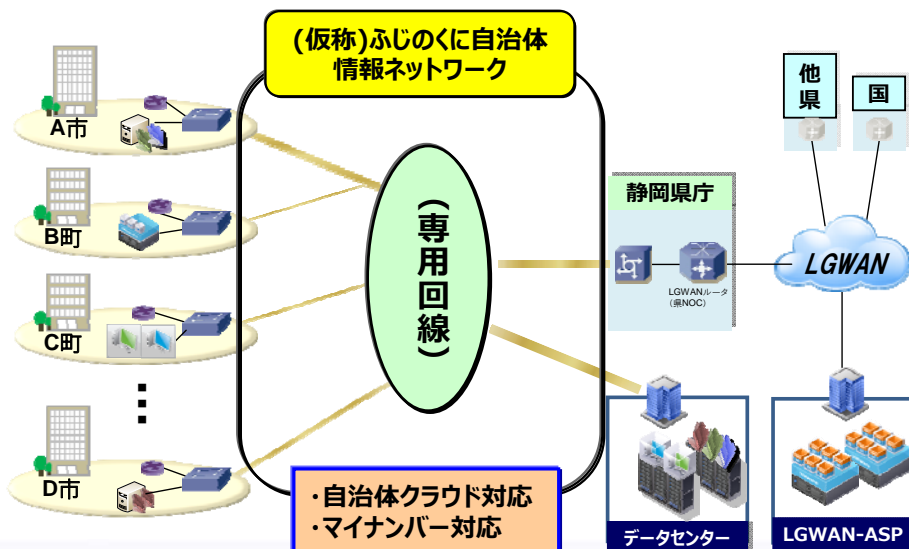 (仮称)ふじのくに自治体
情報ネットワーク
A市
B町
C町
D市
(専用回線)
静岡県庁
LGWANルータ
(県NOC)
他県
国
LGWAN
・自治体クラウド対応
・マイナンバー対応
データセンター
LGWAN-ASP